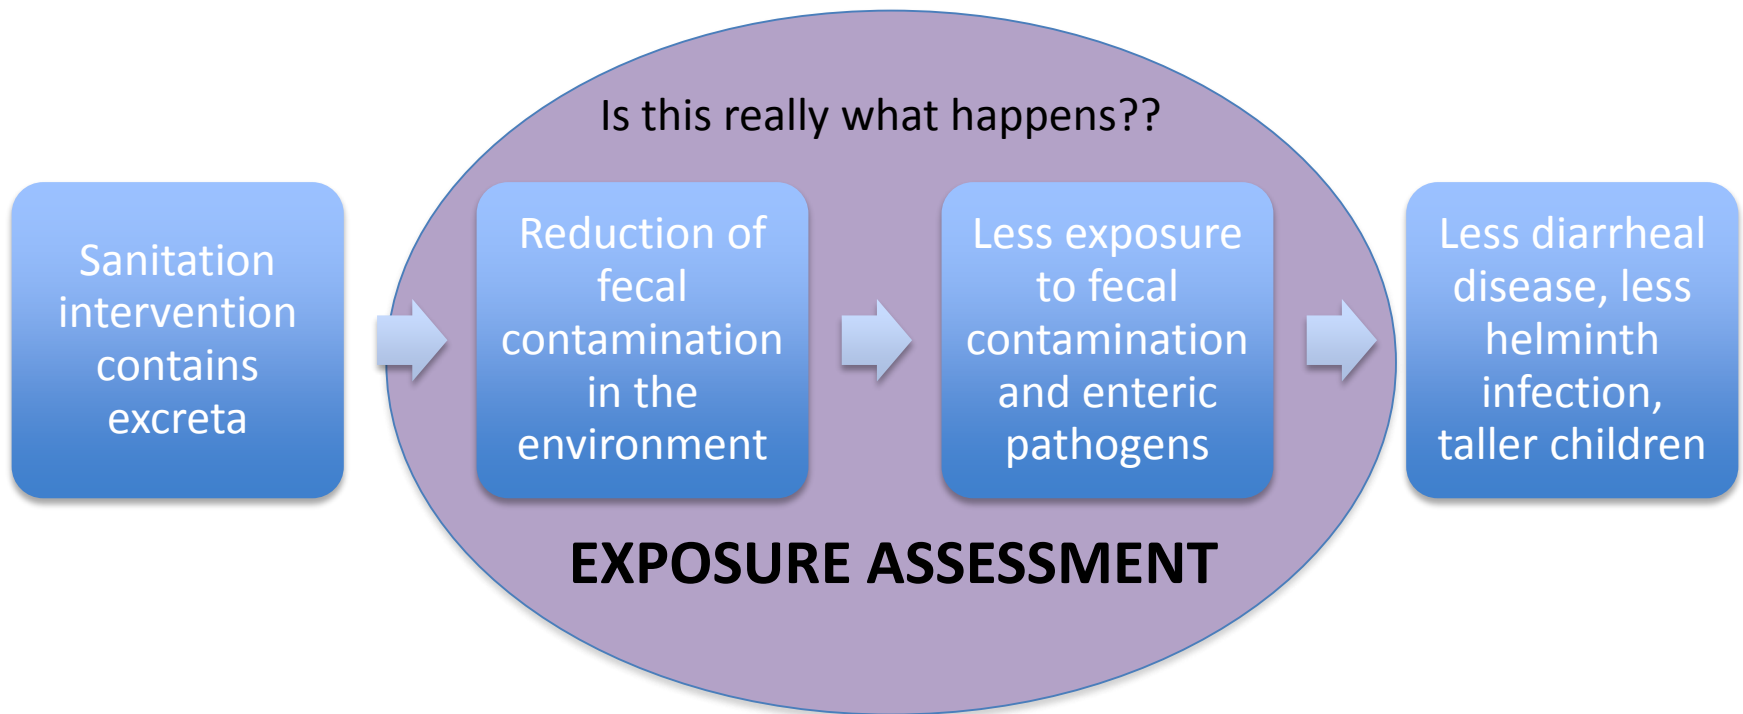 Is this really what happens??
Sanitation
intervention
contains
excreta
Reduction of
fecal
contamination
in the
environment
Less exposure
to fecal
contamination
and enteric
pathogens
Less diarrheal
disease, less
helminth
infection,
taller children
EXPOSURE ASSESSMENT